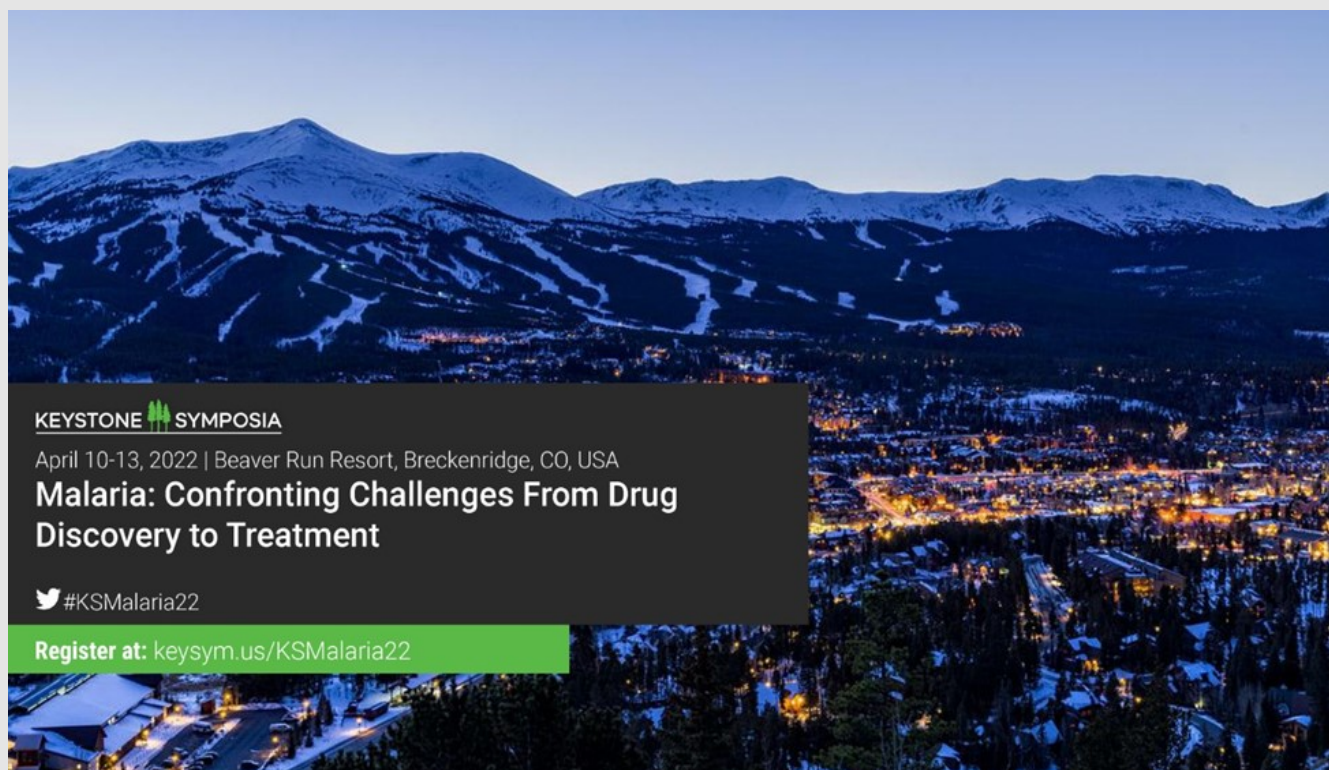 KEYSTONE SYMPOSIA
April 10-13, 2022 | Beaver Run Resort, Breckenridge, CO, USA
Malaria: Confronting Challenges From Drug
Discovery to Treatment
#KSMalaria22
Register at: keysym.us/KSMalaria22